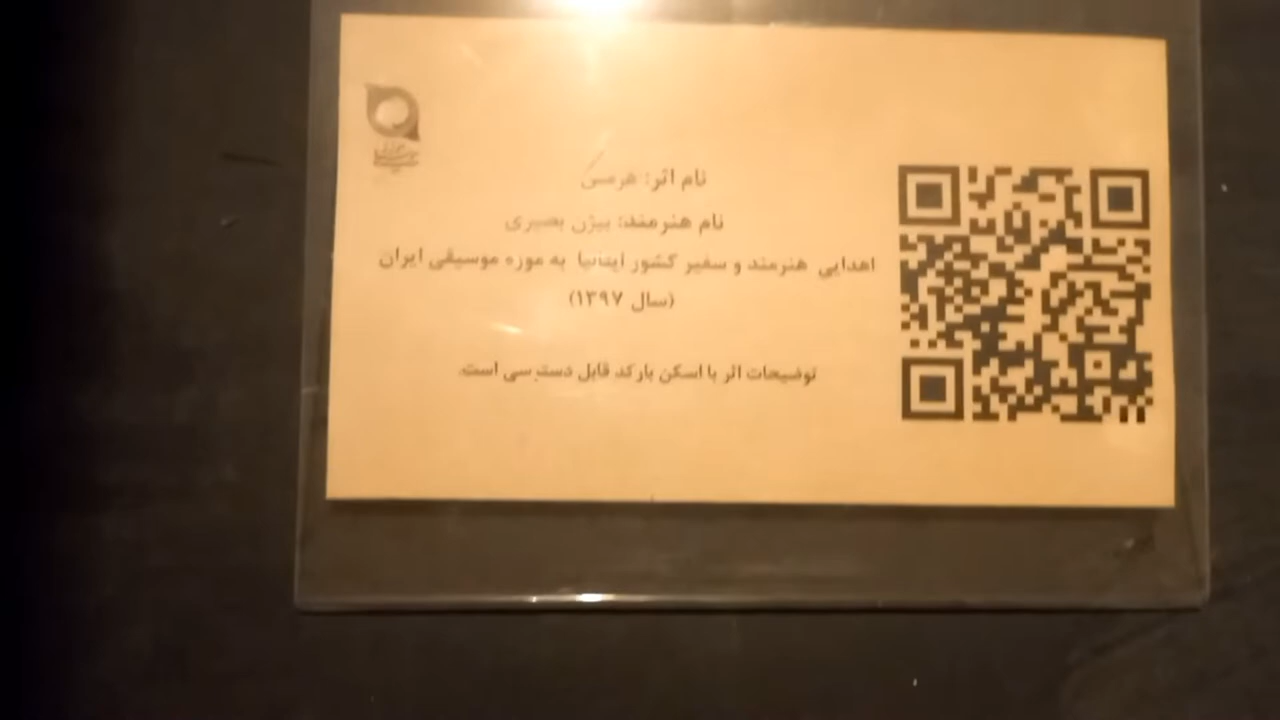 نام اثر: هرمس
نام هنرمند: بیژن بصیری
اهدایی هنرمند و سفیر کشور ایتالیا به موزه موسیقی ایران
(سال ۱۳۹۷)
توضیحات اثر با اسکن بارکد قابل دسترسی است.